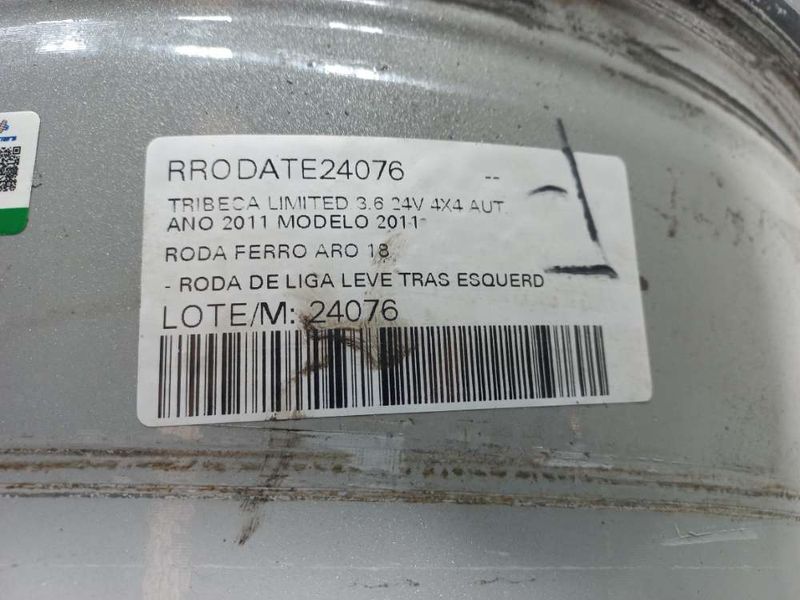 RRODATE24076 --
TRIBECA LIMITED 3.6 24V 4X4 AUT.
ANO 2011 MODELO 2011
RODA FERRO ARO 18
- RODA DE LIGA LEVE TRAS ESQUERD
LOTE/M: 24076
1